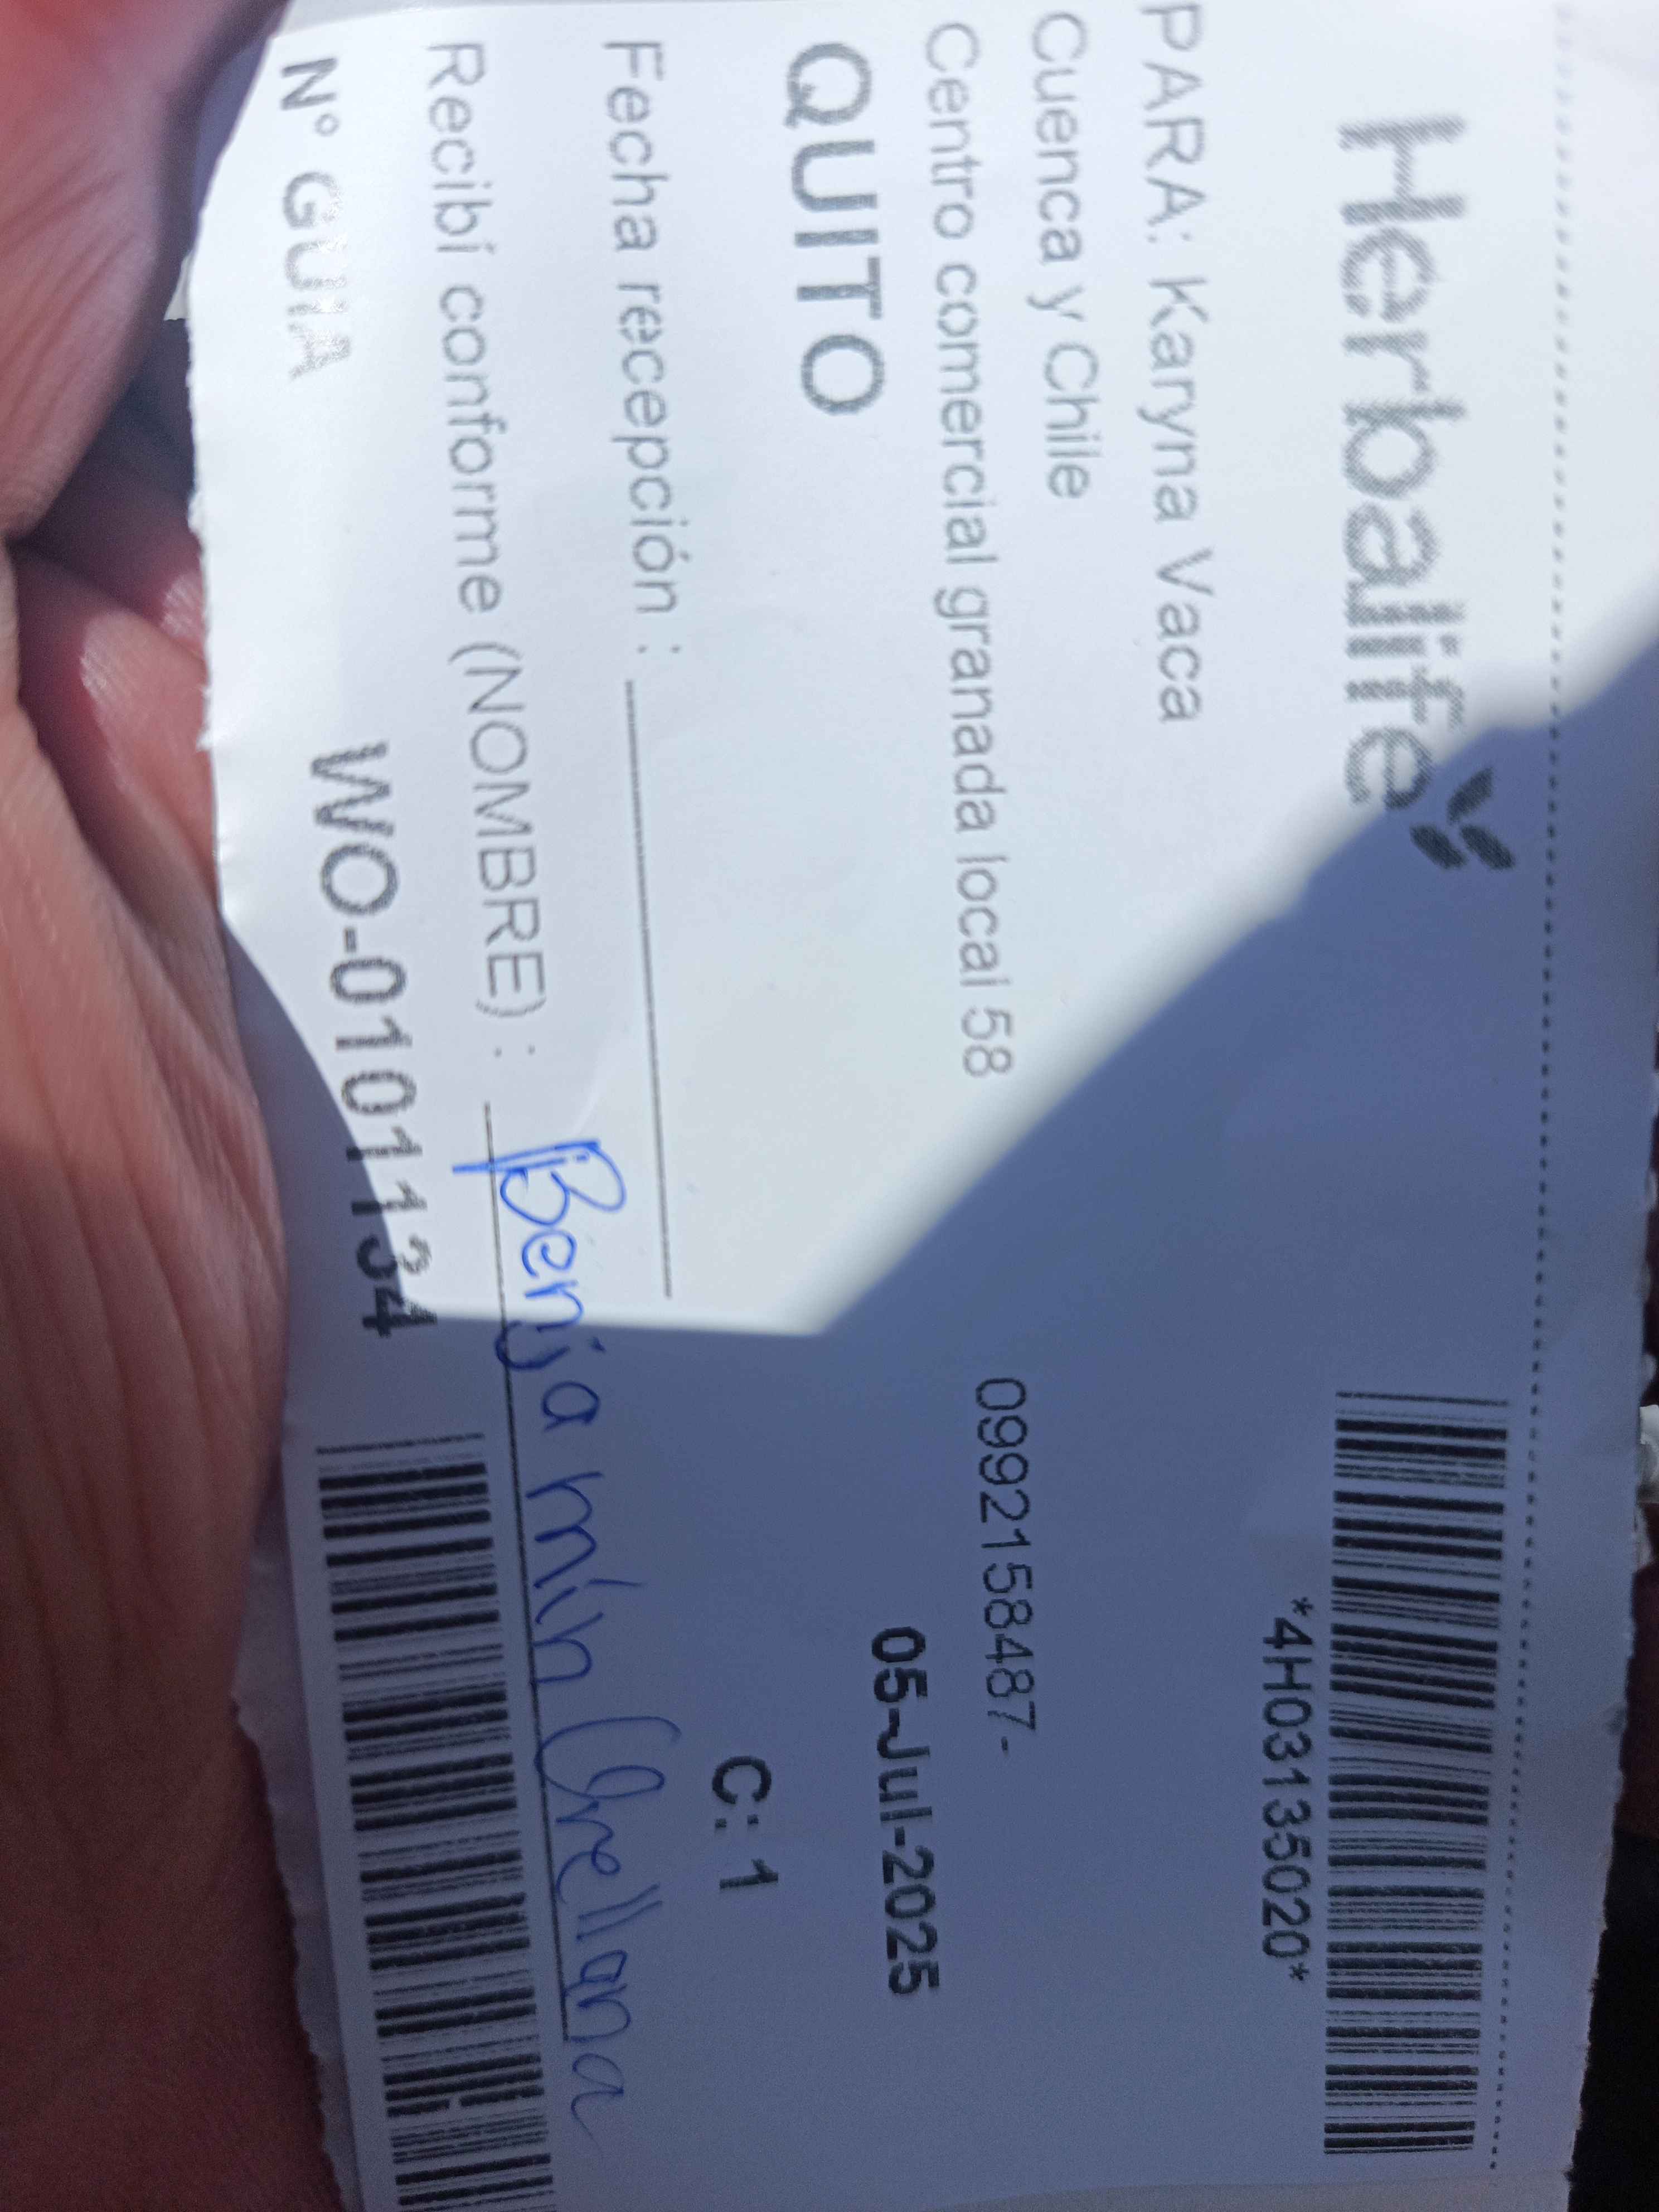 Herbalife
*4H03135020*
PARA: Karyna Vaca
Cuenca y Chile
Centro comercial granada local 58 0992158487-
QUITO 05-Jul-2025
C: 1
Fecha recepción :
Recibí conforme (NOMBRE) : Benjamín Orellana
N° GUIA WO-01011134